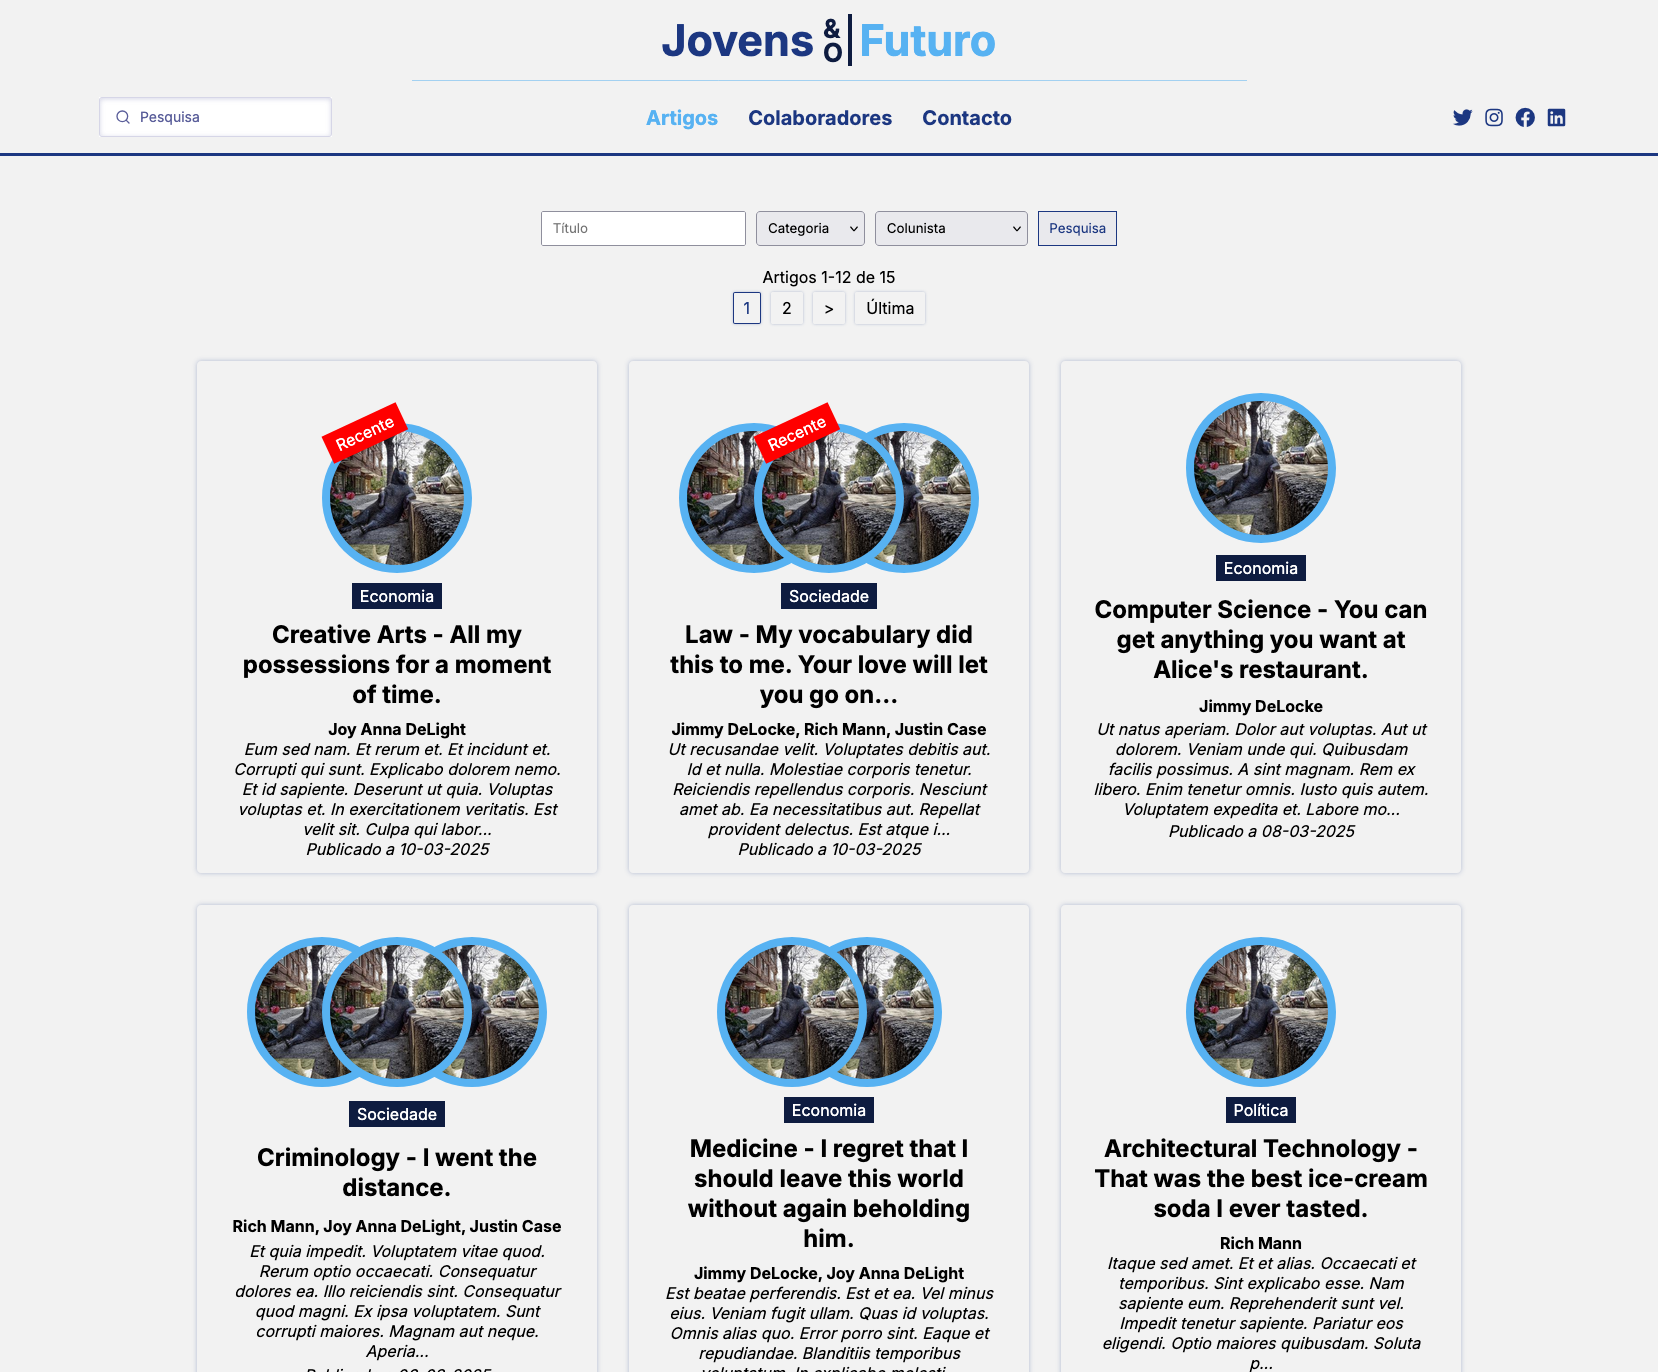 Jovens & O Futuro
Pesquisa
Artigos Colaboradores Contacto
Título Categoria Colunista Pesquisa
Artigos 1-12 de 15
1 2 > Última
Recente
Economia
Creative Arts - All my
possessions for a moment
of time.
Joy Anna DeLight
Eum sed nam. Et rerum et. Et incidunt et.
Corrupti qui sunt. Explicabo dolorem nemo.
Et id sapiente. Deserunt ut quia. Voluptas
voluptas et. In exercitationem veritatis. Est
velit sit. Culpa qui labor...
Publicado a 10-03-2025
Recente
Sociedade
Law - My vocabulary did
this to me. Your love will let
you go on...
Jimmy DeLocke, Rich Mann, Justin Case
Ut recusandae velit. Voluptates debitis aut.
Id et nulla. Molestiae corporis tenetur.
Reiciendis repellendus corporis. Nesciunt
amet ab. Ea necessitatibus aut. Repellat
provident delectus. Est atque i...
Publicado a 10-03-2025
Economia
Computer Science - You can
get anything you want at
Alice's restaurant.
Jimmy DeLocke
Ut natus aperiam. Dolor aut voluptas. Aut ut
dolorem. Veniam unde qui. Quibusdam
facilis possimus. A sint magnam. Rem ex
libero. Enim tenetur omnis. Iusto quis autem.
Voluptatem expedita et. Labore mo...
Publicado a 08-03-2025
Sociedade
Criminology - I went the
distance.
Rich Mann, Joy Anna DeLight, Justin Case
Et quia impedit. Voluptatem vitae quod.
Rerum optio occaecati. Consequatur
dolores ea. Illo reiciendis sint. Consequatur
quod magni. Ex ipsa voluptatem. Sunt
corrupti maiores. Magnam aut neque.
Aperia...
Economia
Medicine - I regret that I
should leave this world
without again beholding
him.
Jimmy DeLocke, Joy Anna DeLight
Est beatae perferendis. Est et ea. Vel minus
eius. Veniam fugit ullam. Quas id voluptas.
Omnis alias quo. Error porro sint. Eaque et
repudiandae. Blanditiis temporibus
Política
Architectural Technology -
That was the best ice-cream
soda I ever tasted.
Rich Mann
Itaque sed amet. Et et alias. Occaecati et
temporibus. Sint explicabo esse. Nam
sapiente eum. Reprehenderit sunt vel.
Impedit tenetur sapiente. Pariatur eos
eligendi. Optio maiores quibusdam. Soluta
p...